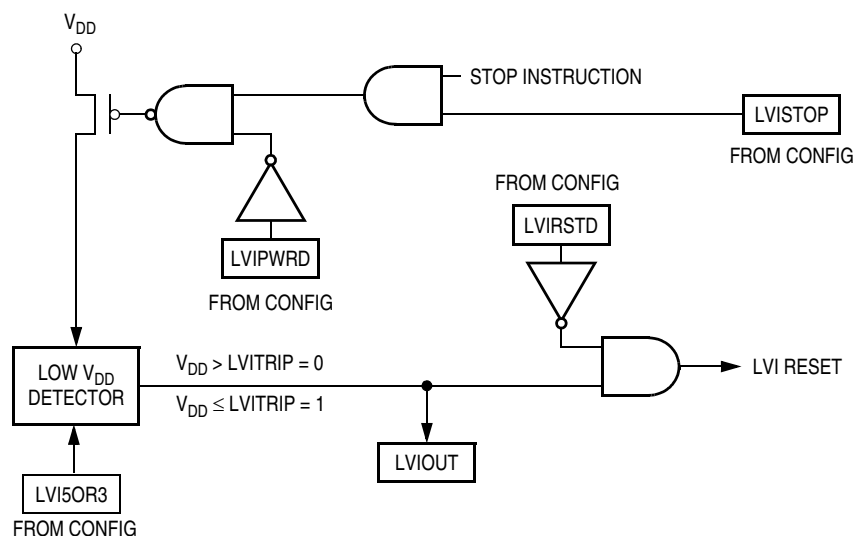 VDD
STOP INSTRUCTION
LVISTOP
FROM CONFIG
FROM CONFIG
LVIRSTD
LVIPWRD
FROM CONFIG
LOW VDD
DETECTOR
VDD > LVITRIP = 0
VDD ≤ LVITRIP = 1
LVI RESET
LVIOUT
LVI5OR3
FROM CONFIG